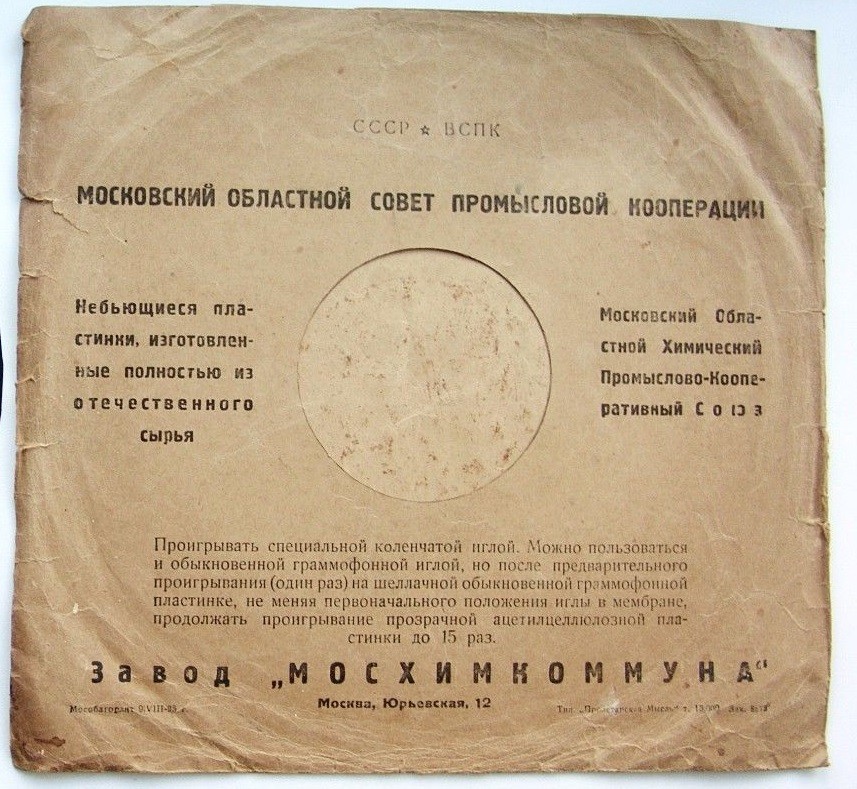 СССР ☆ ВСПК
МОСКОВСКИЙ ОБЛАСТНОЙ СОВЕТ ПРОМЫСЛОВОЙ КООПЕРАЦИИ
Небьющиеся пла-
стинки, изготовлен-
ные полностью из
отечественного
сырья
Московский Обла-
стной Химический
Промыслово-Коопе-
ративный Союз
Проигрывать специальной коленчатой иглой. Можно пользоваться
и обыкновенной граммофонной иглой, но после предварительного
проигрывания (один раз) на шеллачной обыкновенной граммофонной
пластинке, не меняя первоначального положения иглы в мембране,
продолжать проигрывание прозрачной ацетилцеллюлозной пла-
стинки до 15 раз.
Завод „МОСХИМКОММУНА“
Москва, Юрьевская, 12
Мособлгорлит
Тип. Мысль" т.